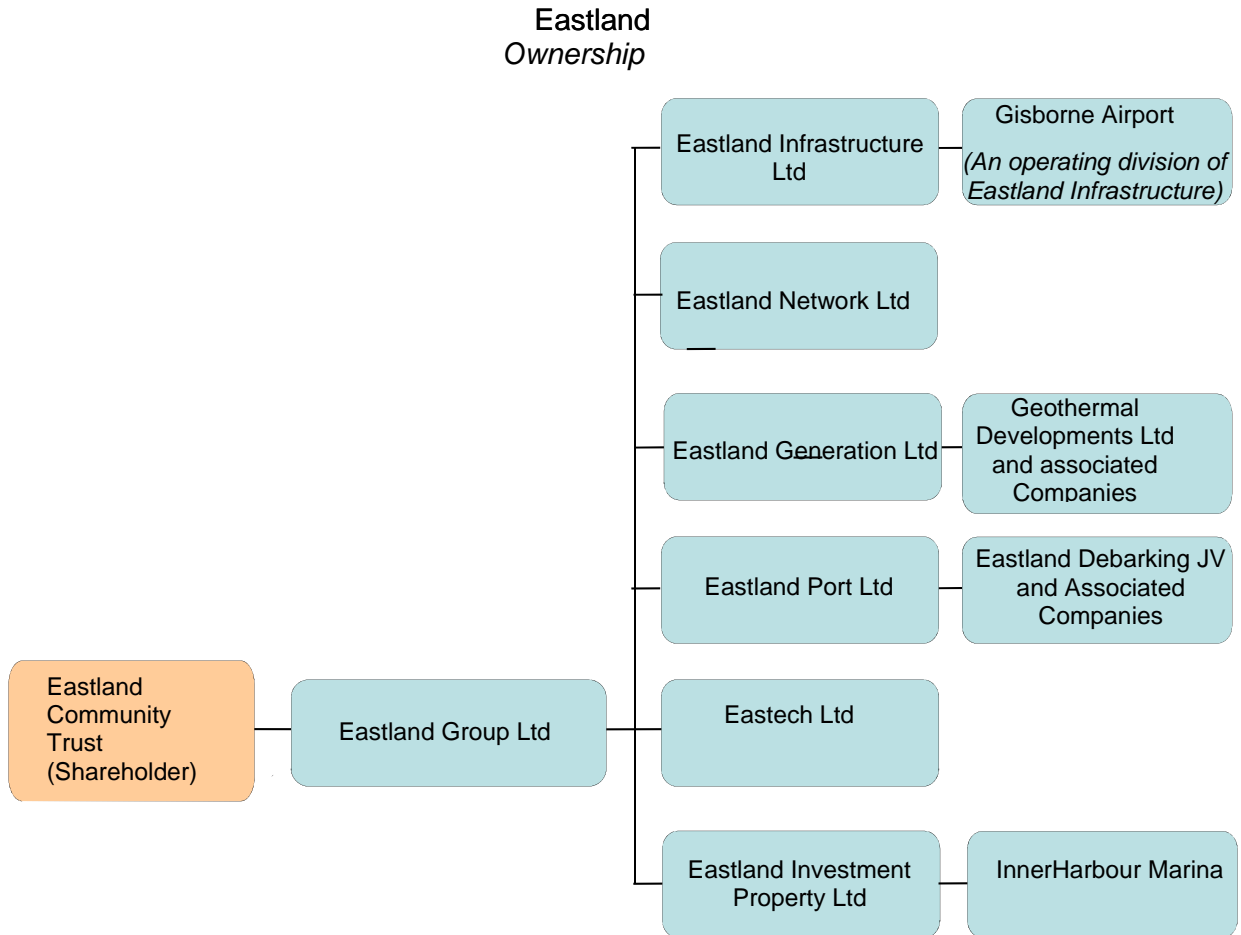 Eastland
Ownership
Eastland Infrastructure
Ltd
Gisborne Airport
(An operating division of
Eastland Infrastructure)
Eastland Network Ltd
Eastland Generation Ltd
Geothermal
Developments Ltd
and associated
Companies
Eastland Port Ltd
Eastland Debarking JV
and Associated
Companies
Eastland
Community
Trust
(Shareholder)
Eastland Group Ltd
Eastech Ltd
Eastland Investment
Property Ltd
InnerHarbour Marina